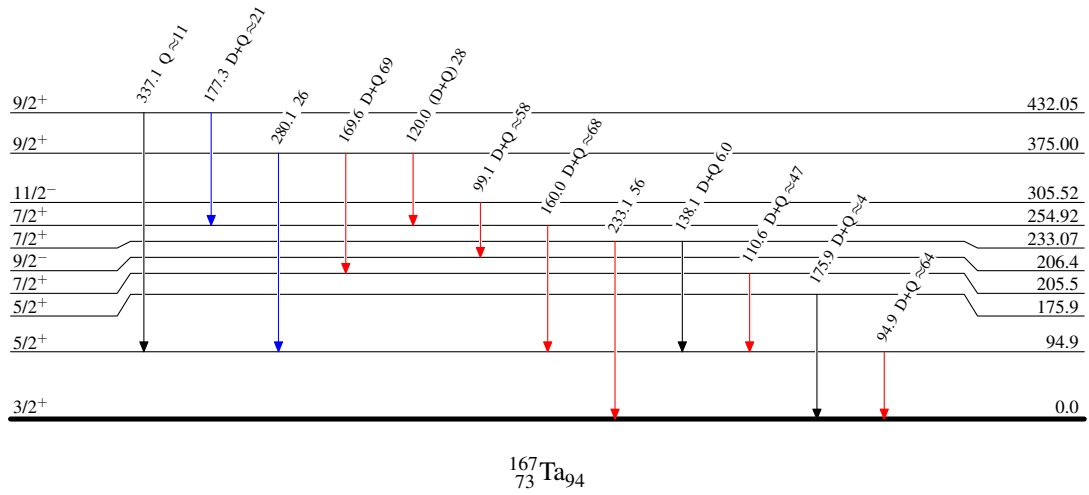 337.1 Q ≈11
177.3 D+Q ≈21
280.1 26
169.6 D+Q 69
120.0 (D+Q) 28
99.1 D+Q ≈58
160.0 D+Q ≈68
233.1 56
138.1 D+Q 6.0
110.6 D+Q ≈47
175.9 D+Q ≈4
94.9 D+Q ≈64
9/2+ 432.05
9/2+ 375.00
11/2− 305.52
7/2+ 254.92
7/2+ 233.07
9/2− 206.4
7/2+ 205.5
5/2+ 175.9
5/2+ 94.9
3/2+ 0.0
167 73 Ta 94